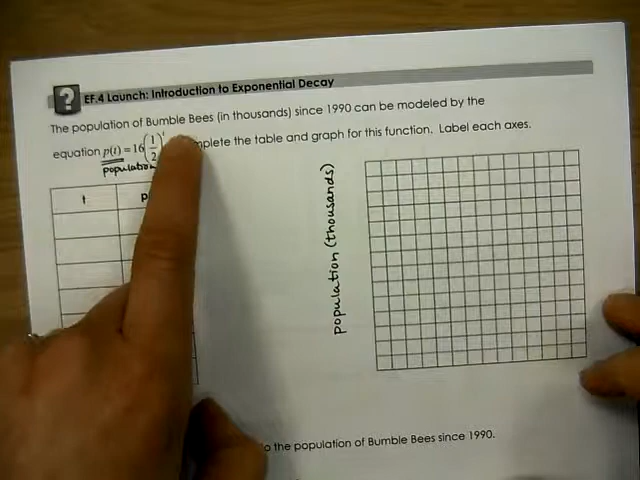 ?
EF.4 Launch: Introduction to Exponential Decay
The population of Bumble Bees (in thousands) since 1990 can be modeled by the
equation p(t) = 16(1/2)^t table and graph for this function. Label each axes.
population
t p
population (thousands)
the population of Bumble Bees since 1990.